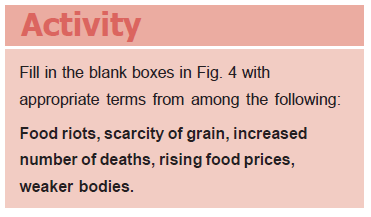 Activity
Fill in the blank boxes in Fig. 4 with
appropriate terms from among the following:
Food riots, scarcity of grain, increased
number of deaths, rising food prices,
weaker bodies.